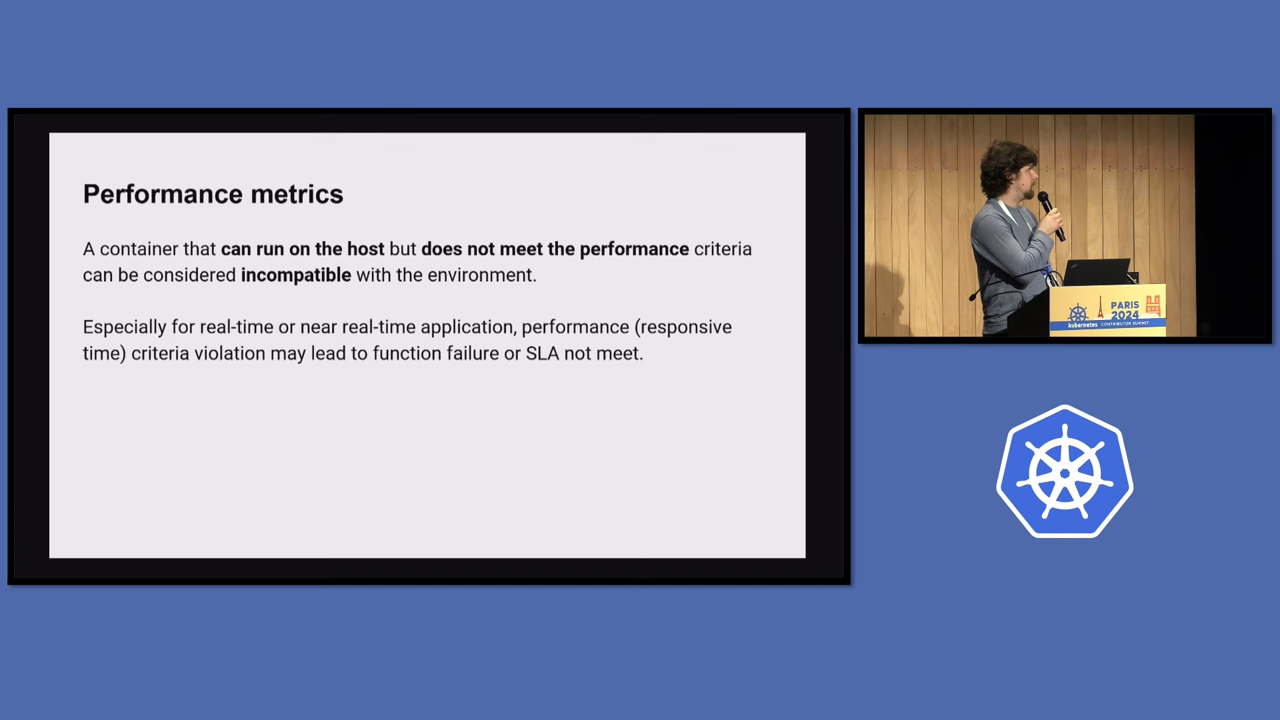 Performance metrics
A container that can run on the host but does not meet the performance criteria
can be considered incompatible with the environment.
Especially for real-time or near real-time application, performance (responsive
time) criteria violation may lead to function failure or SLA not meet.
PARIS
2024
kubernetes CONTRIBUTOR SUMMIT